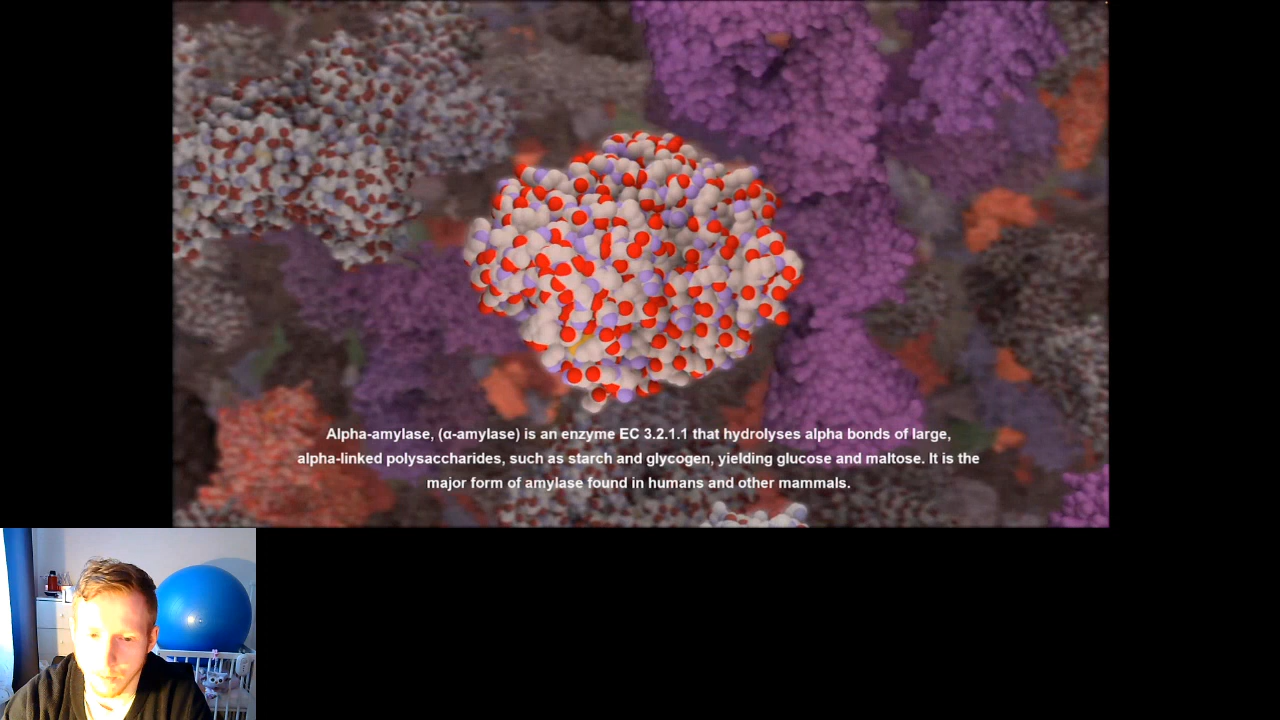 Alpha-amylase, (α-amylase) is an enzyme EC 3.2.1.1 that hydrolyses alpha bonds of large,
alpha-linked polysaccharides, such as starch and glycogen, yielding glucose and maltose. It is the
major form of amylase found in humans and other mammals.